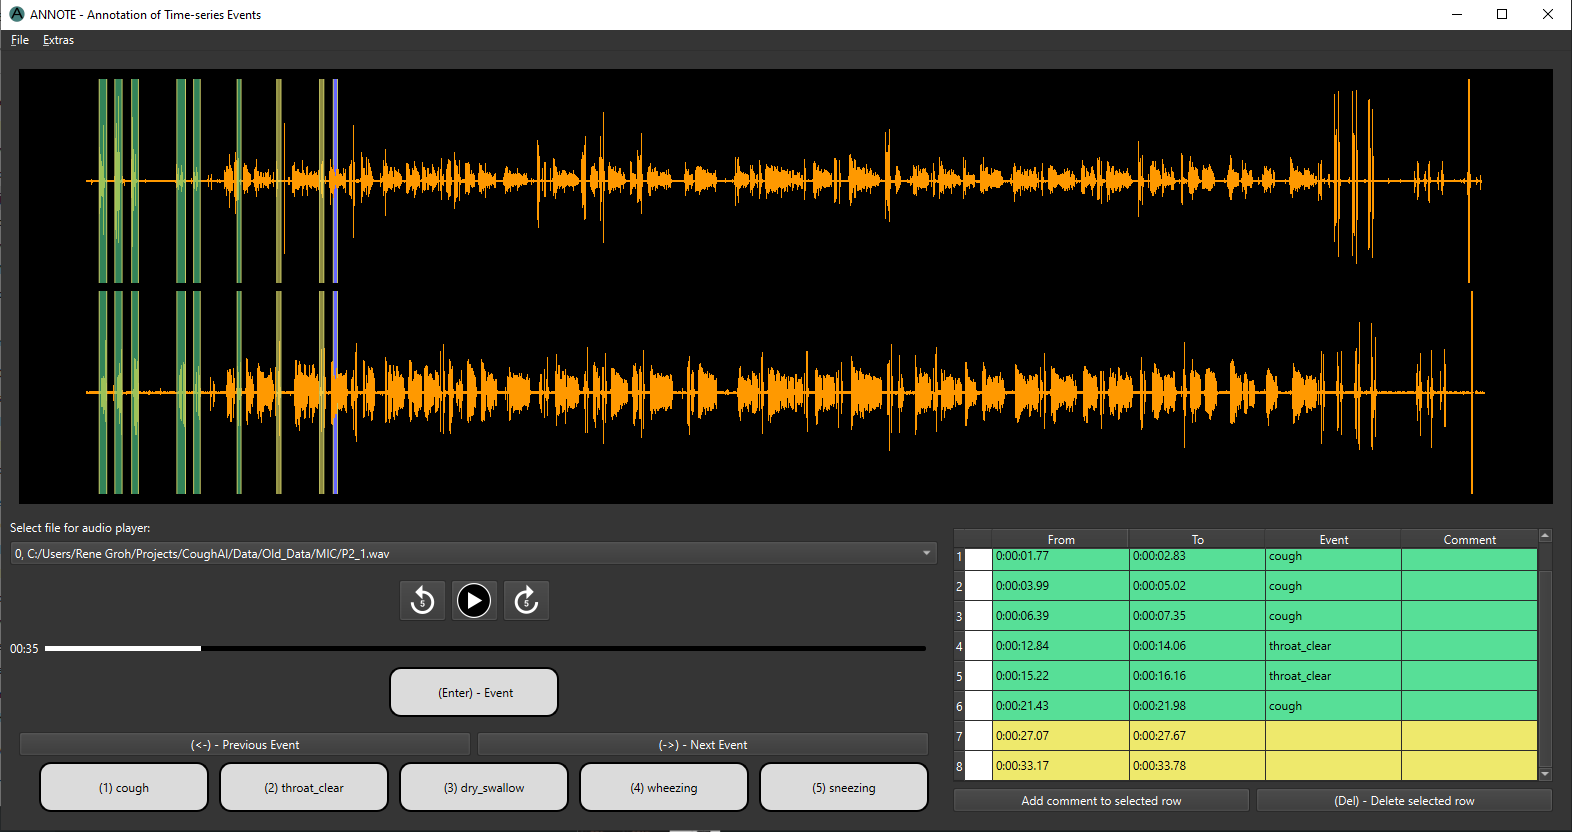 ANNOTE - Annotation of Time-series Events
File Extras
Select file for audio player:
0, C:/Users/Rene Groh/Projects/CoughAI/Data/Old_Data/MIC/P2_1.wav
5 5
00:35
(Enter) - Event
(<-) - Previous Event (->) - Next Event
(1) cough (2) throat_clear (3) dry_swallow (4) wheezing (5) sneezing
From To Event Comment
1 0:00:01.77 0:00:02.83 cough
2 0:00:03.99 0:00:05.02 cough
3 0:00:06.39 0:00:07.35 cough
4 0:00:12.84 0:00:14.06 throat_clear
5 0:00:15.22 0:00:16.16 throat_clear
6 0:00:21.43 0:00:21.98 cough
7 0:00:27.07 0:00:27.67
8 0:00:33.17 0:00:33.78
Add comment to selected row (Del) - Delete selected row